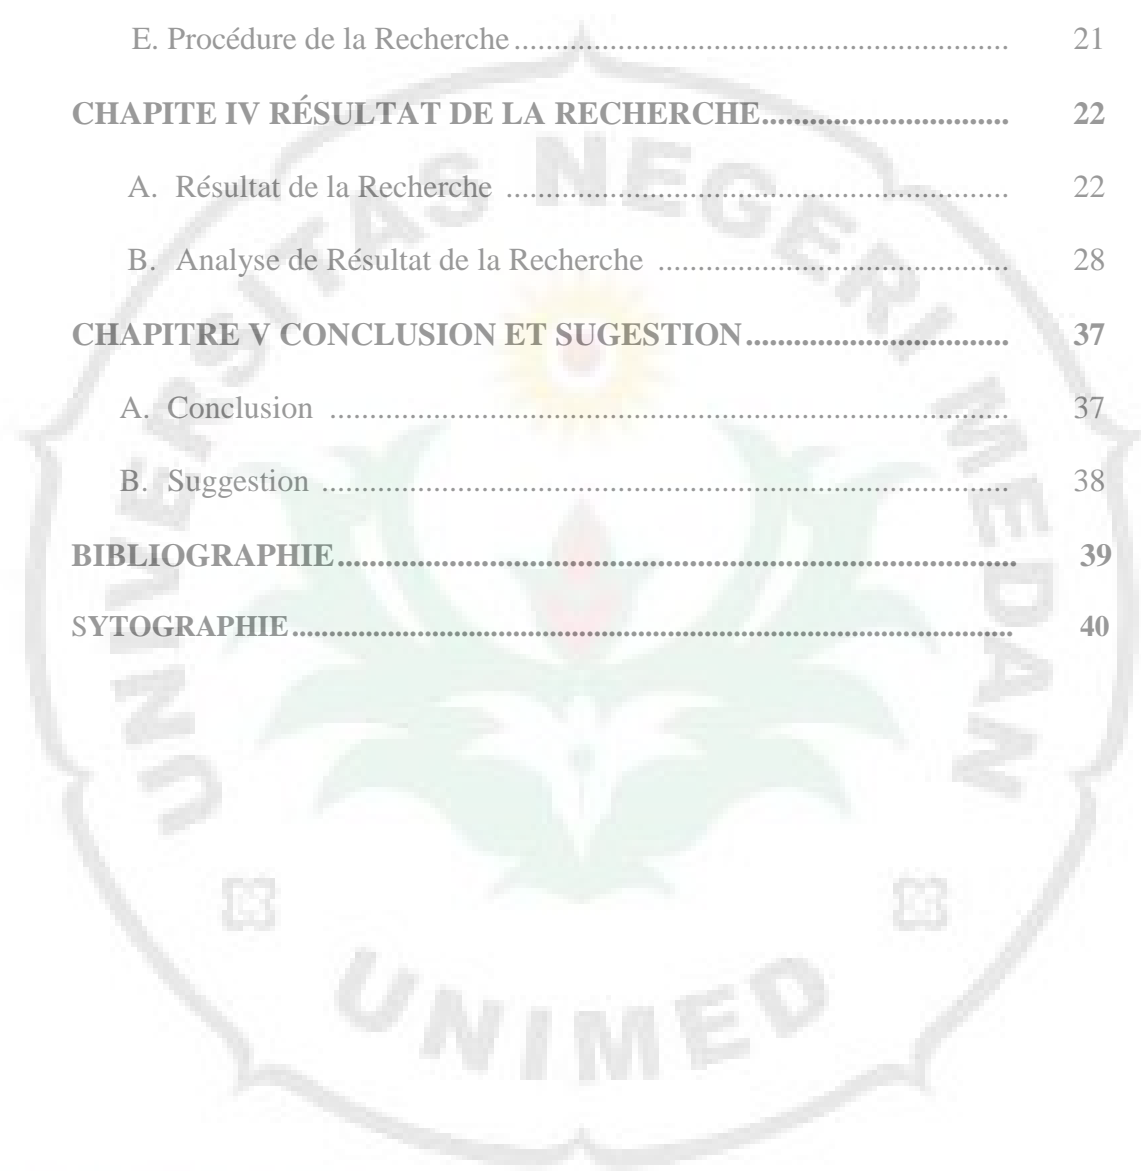 E. Procédure de la Recherche ..................................................... 21
CHAPITE IV RÉSULTAT DE LA RECHERCHE ............................... 22
A. Résultat de la Recherche ..................................................... 22
B. Analyse de Résultat de la Recherche ..................................... 28
CHAPITRE V CONCLUSION ET SUGESTION ................................ 37
A. Conclusion ........................................................................ 37
B. Suggestion ......................................................................... 38
BIBLIOGRAPHIE ........................................................................ 39
SYTOGRAPHIE ............................................................................ 40
UNIVERSITAS NEGERI MEDAN
UNIMED